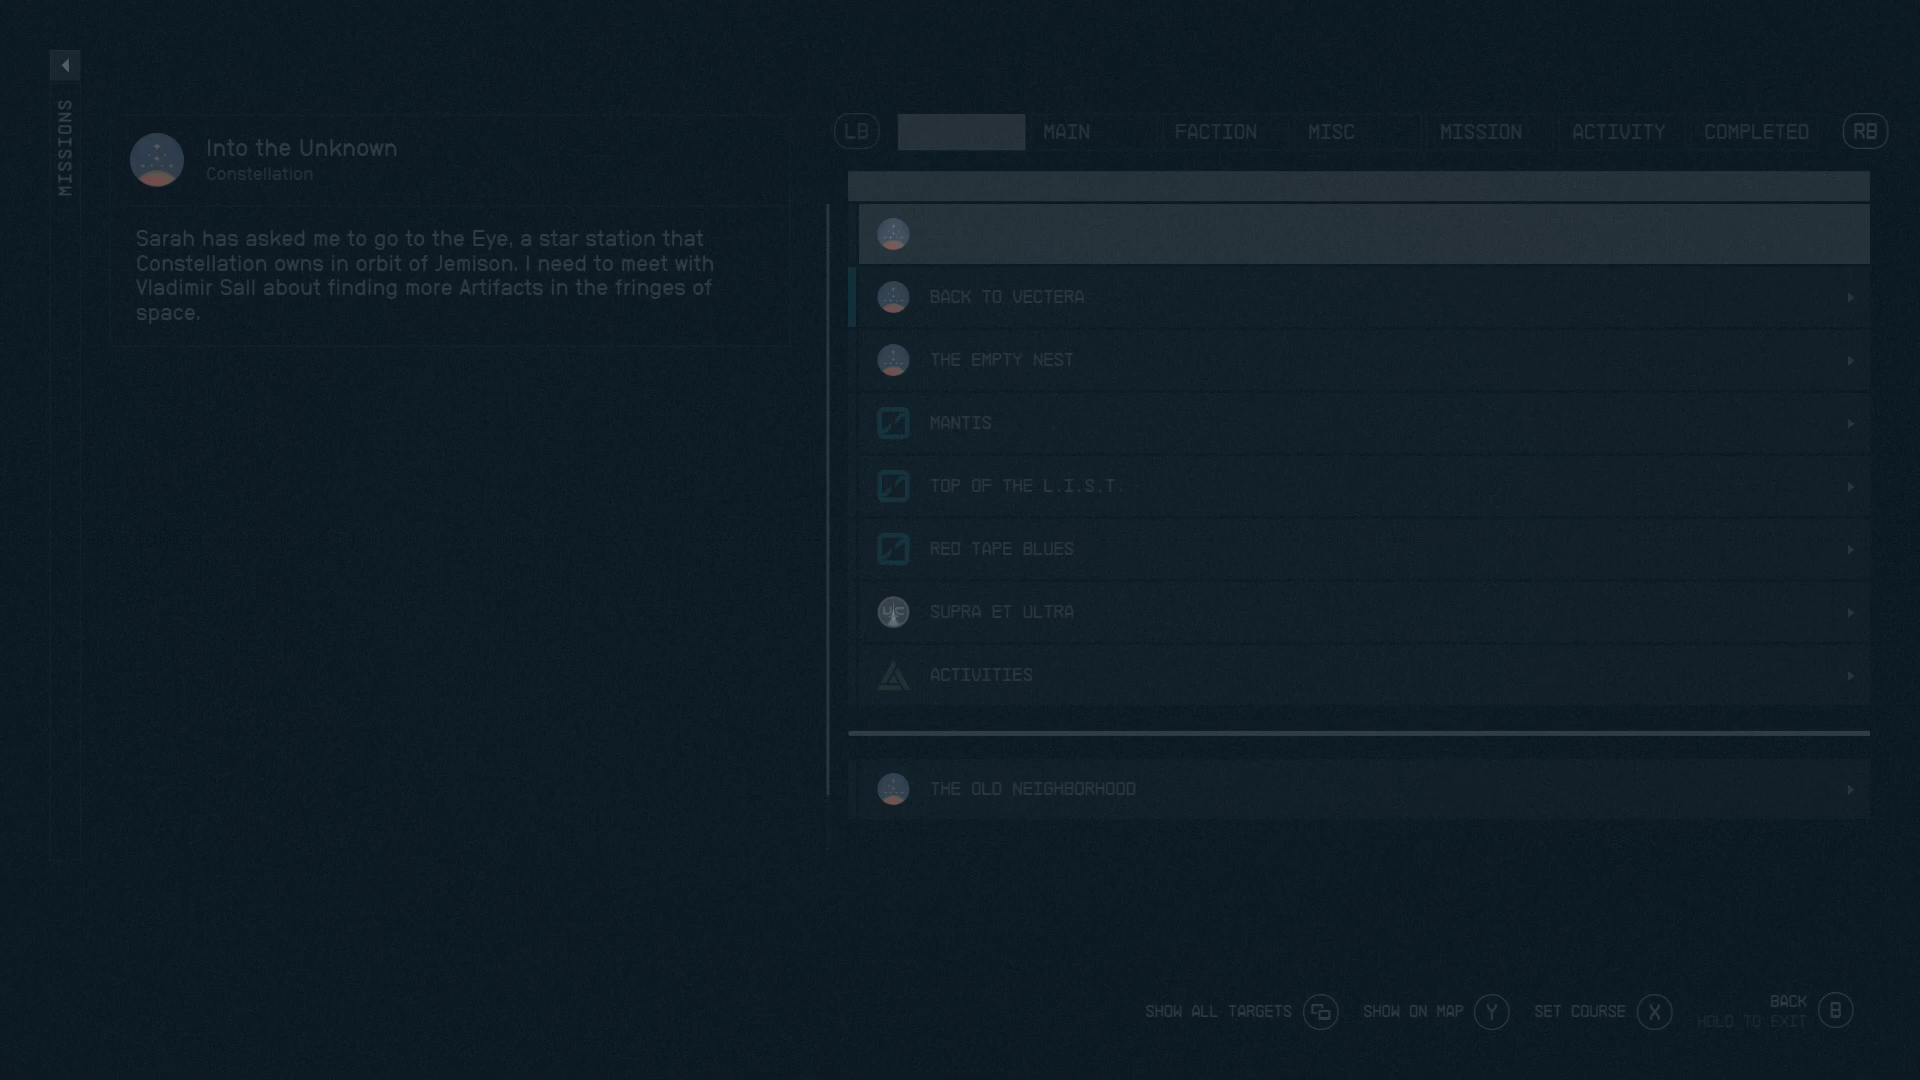 MISSIONS
Into the Unknown
Constellation
Sarah has asked me to go to the Eye, a star station that
Constellation owns in orbit of Jemison. I need to meet with
Vladimir Sall about finding more Artifacts in the fringes of
space.
LB MAIN FACTION MISC MISSION ACTIVITY COMPLETED RB
BACK TO VECTERA
THE EMPTY NEST
MANTIS
TOP OF THE L.I.S.T.
RED TAPE BLUES
UC SUPRA ET ULTRA
ACTIVITIES
THE OLD NEIGHBORHOOD
SHOW ALL TARGETS SHOW ON MAP Y SET COURSE X BACK B
HOLD TO EXIT